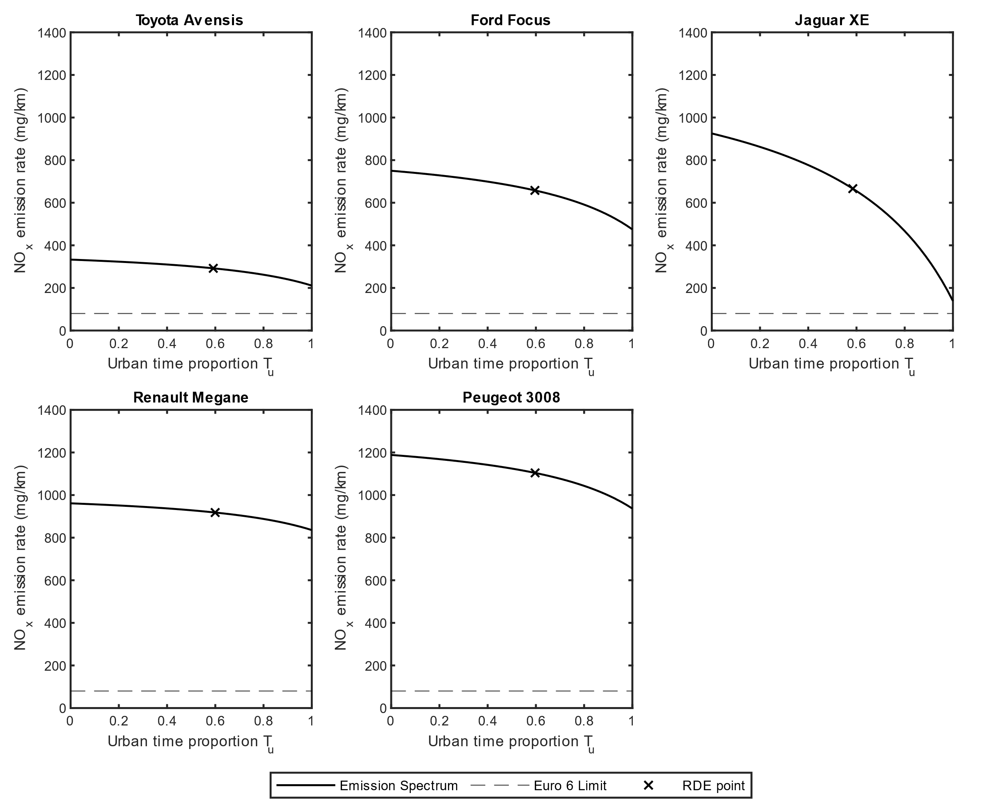 Toyota Avensis
1400
1200
1000
800
600
400
200
0
0 0.2 0.4 0.6 0.8 1
NOx emission rate (mg/km)
Urban time proportion Tu
Ford Focus
1400
1200
1000
800
600
400
200
0
0 0.2 0.4 0.6 0.8 1
NOx emission rate (mg/km)
Urban time proportion Tu
Jaguar XE
1400
1200
1000
800
600
400
200
0
0 0.2 0.4 0.6 0.8 1
NOx emission rate (mg/km)
Urban time proportion Tu
Renault Megane
1400
1200
1000
800
600
400
200
0
0 0.2 0.4 0.6 0.8 1
NOx emission rate (mg/km)
Urban time proportion Tu
Peugeot 3008
1400
1200
1000
800
600
400
200
0
0 0.2 0.4 0.6 0.8 1
NOx emission rate (mg/km)
Urban time proportion Tu
Emission Spectrum Euro 6 Limit RDE point